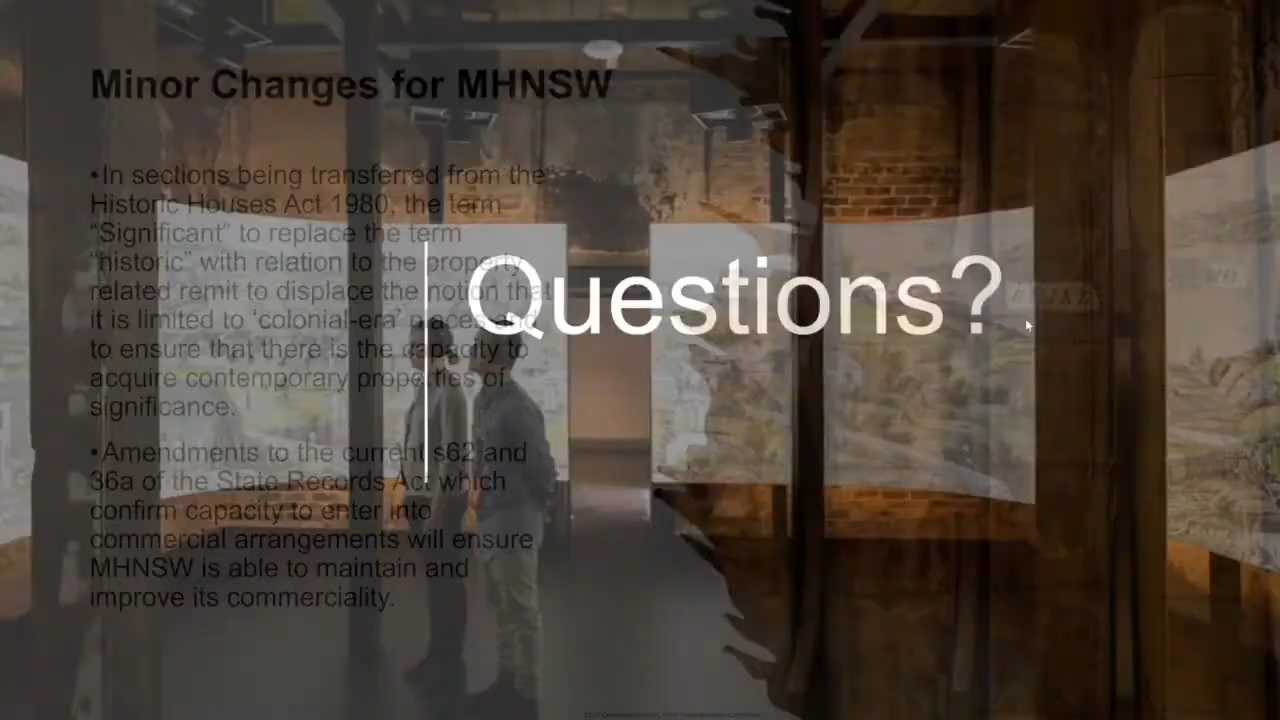 Minor Changes for MHNSW
•In sections being transferred from the
Historic Houses Act 1980, the term
“Significant” to replace the term
“historic” with relation to the property
related remit to displace the notion that
it is limited to ‘colonial-era’ places and
to ensure that there is the capacity to
acquire contemporary properties of
significance.
•Amendments to the current s62 and
36a of the State Records Act which
confirm capacity to enter into
commercial arrangements will ensure
MHNSW is able to maintain and
improve its commerciality.
Questions?